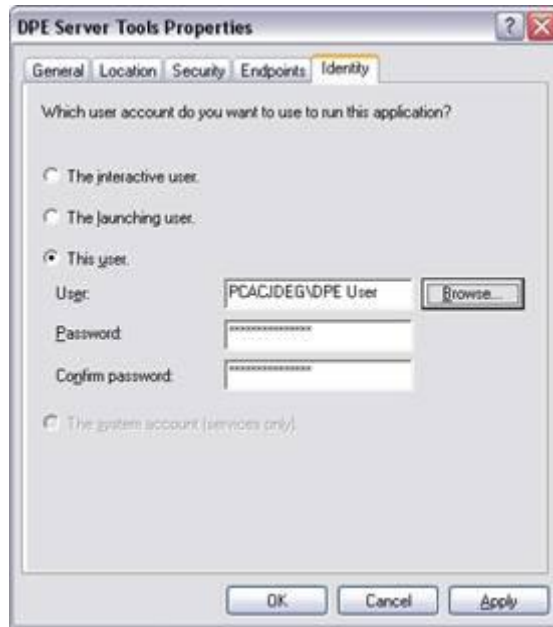 DPE Server Tools Properties
General Location Security Endpoints Identity
Which user account do you want to use to run this application?
The interactive user.
The launching user.
This user.
User: PCACJDEG\DPE User Browse...
Password: ***************
Confirm password: ***************
The system account (services only).
OK Cancel Apply